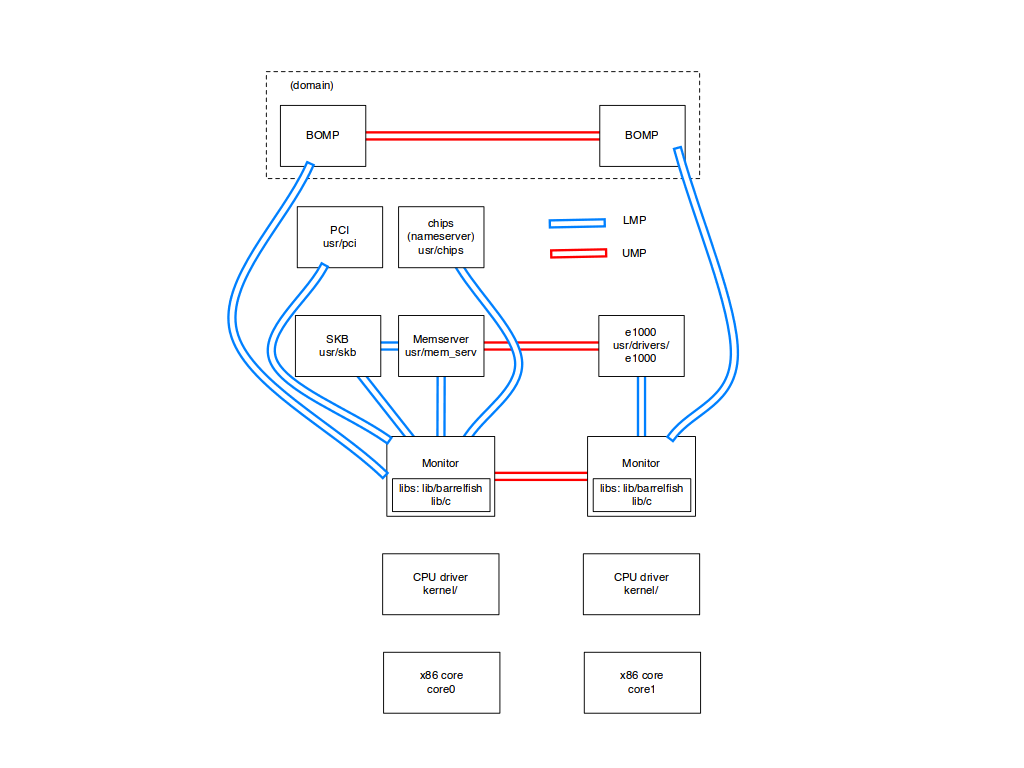 (domain)
BOMP
BOMP
PCI
usr/pci
chips
(nameserver)
usr/chips
LMP
UMP
SKB
usr/skb
Memserver
usr/mem_serv
e1000
usr/drivers/
e1000
Monitor
libs: lib/barrelfish
lib/c
Monitor
libs: lib/barrelfish
lib/c
CPU driver
kernel/
CPU driver
kernel/
x86 core
core0
x86 core
core1